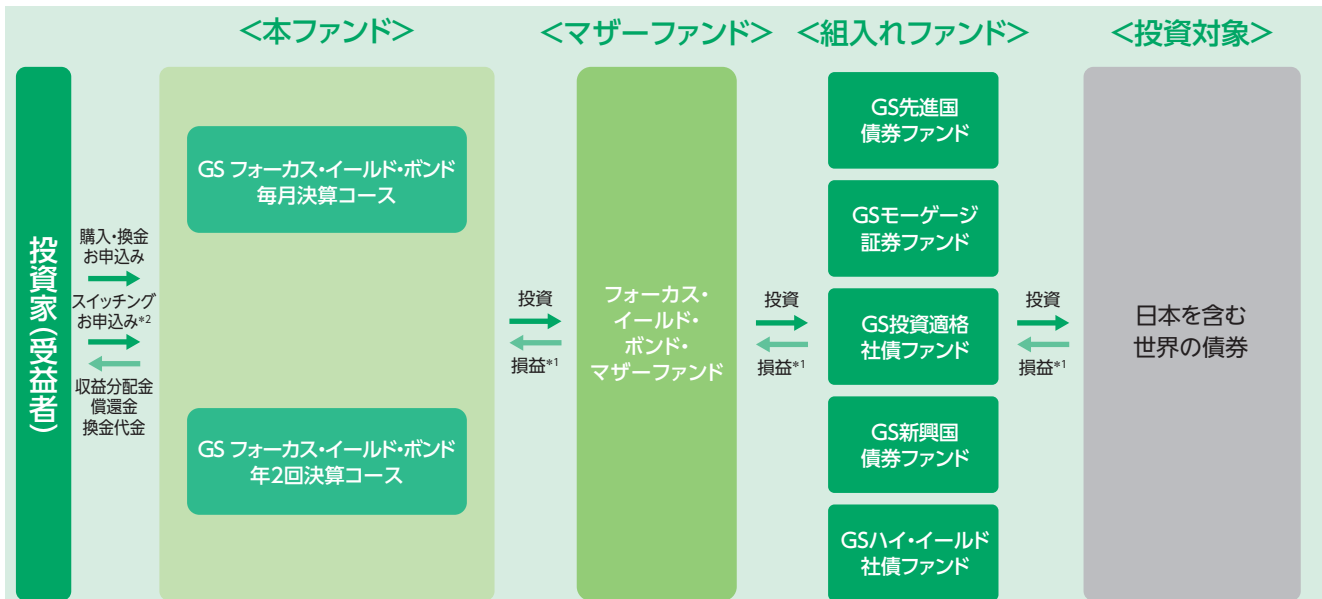 <本ファンド>
<マザーファンド>
<組入れファンド>
<投資対象>
投資家(受益者)
購入・換金
お申込み
スイッチング
お申込み*2
収益分配金
償還金
換金代金
GS フォーカス・イールド・ボンド
毎月決算コース
GS フォーカス・イールド・ボンド
年2回決算コース
投資
損益*1
フォーカス・
イールド・
ボンド・
マザーファンド
投資
損益*1
GS先進国
債券ファンド
GSモーゲージ
証券ファンド
GS投資適格
社債ファンド
GS新興国
債券ファンド
GSハイ・イールド
社債ファンド
投資
損益*1
日本を含む
世界の債券